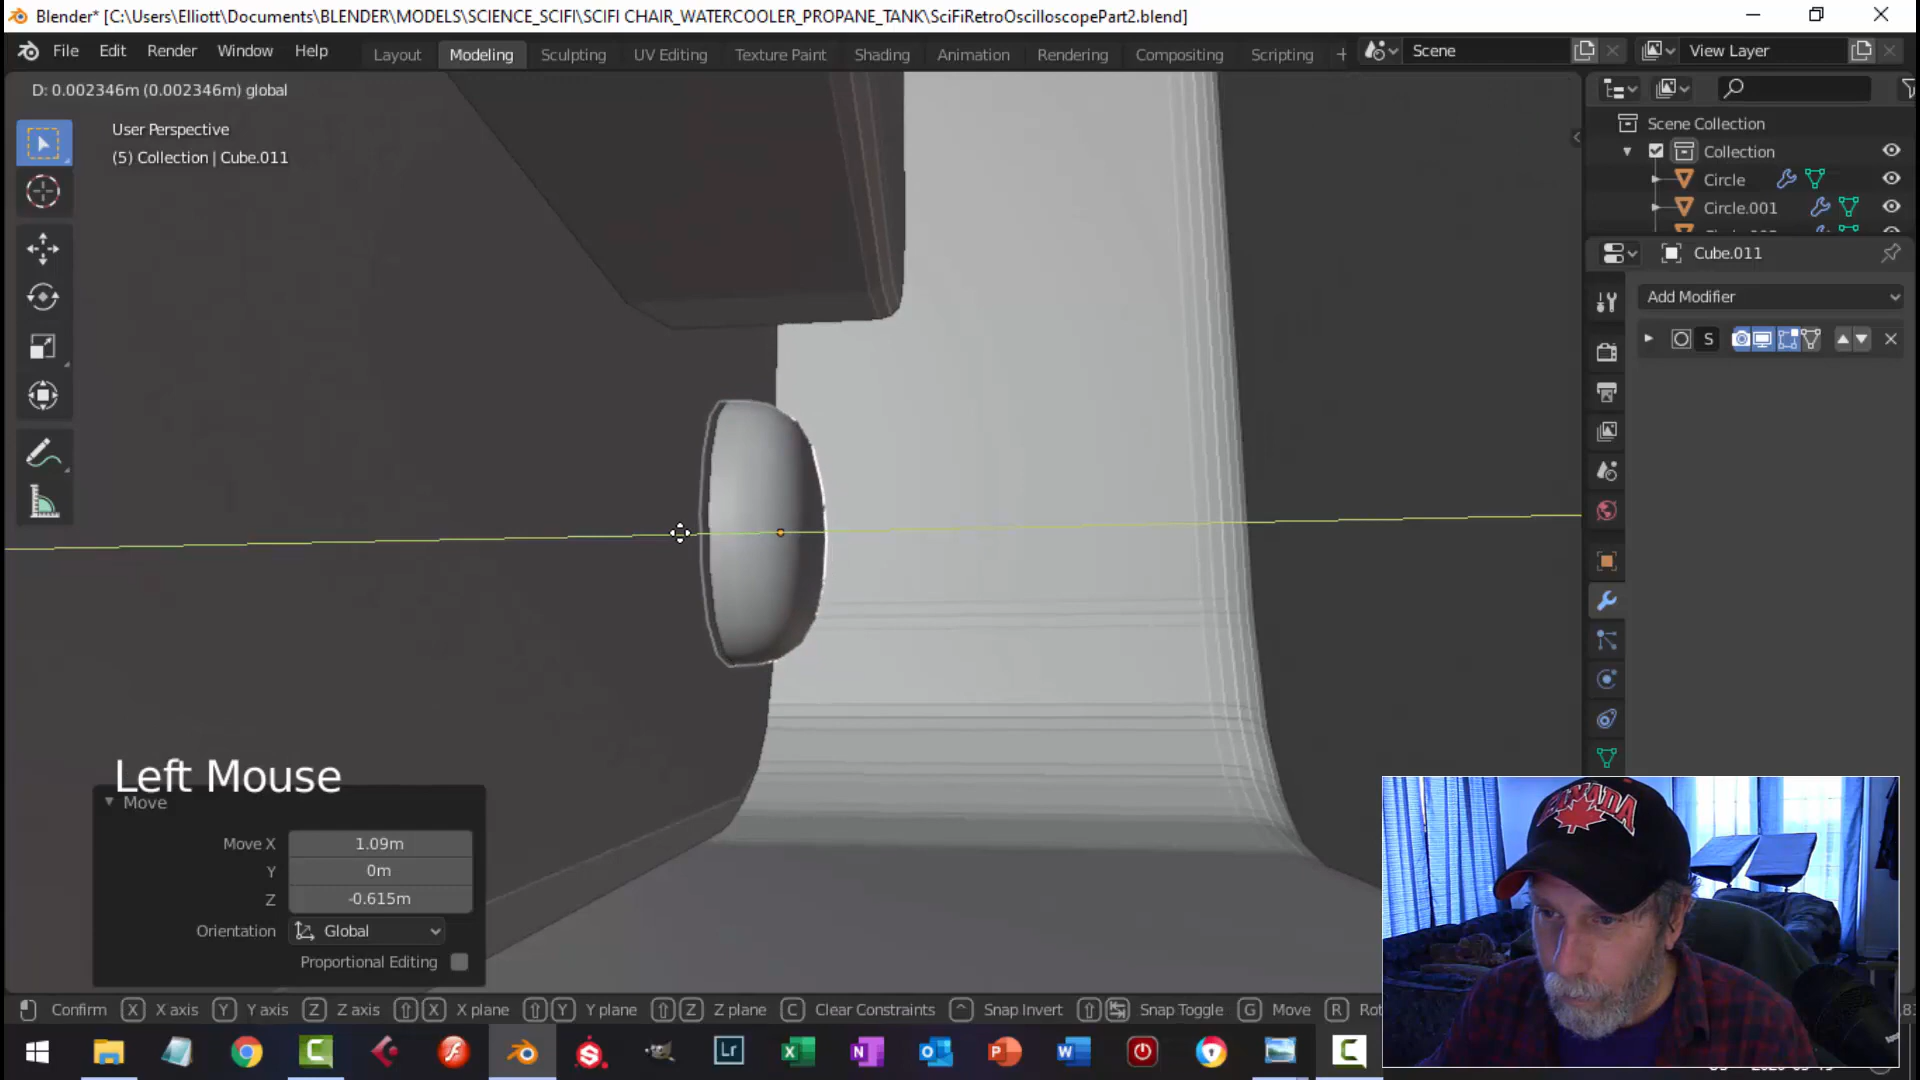 Blender* [C:\Users\Elliott\Documents\BLENDER\MODELS\SCIENCE_SCIFI\SCIFI CHAIR_WATERCOOLER_PROPANE_TANK\SciFiRetroOscilloscopePart2.blend]
File Edit Render Window Help Layout Modeling Sculpting UV Editing Texture Paint Shading Animation Rendering Compositing Scripting + Scene View Layer
D: 0.002346m (0.002346m) global
User Perspective
(5) Collection | Cube.011
Scene Collection
Collection
Circle
Circle.001
Cube.011
Add Modifier
S
Left Mouse
Move
Move X 1.09m
Y 0m
Z -0.615m
Orientation Global
Proportional Editing
CANADA
Confirm X X axis Y Y axis Z Z axis X X plane Y Y plane Z Z plane C Clear Constraints Snap Invert Snap Toggle G Move R
Lr